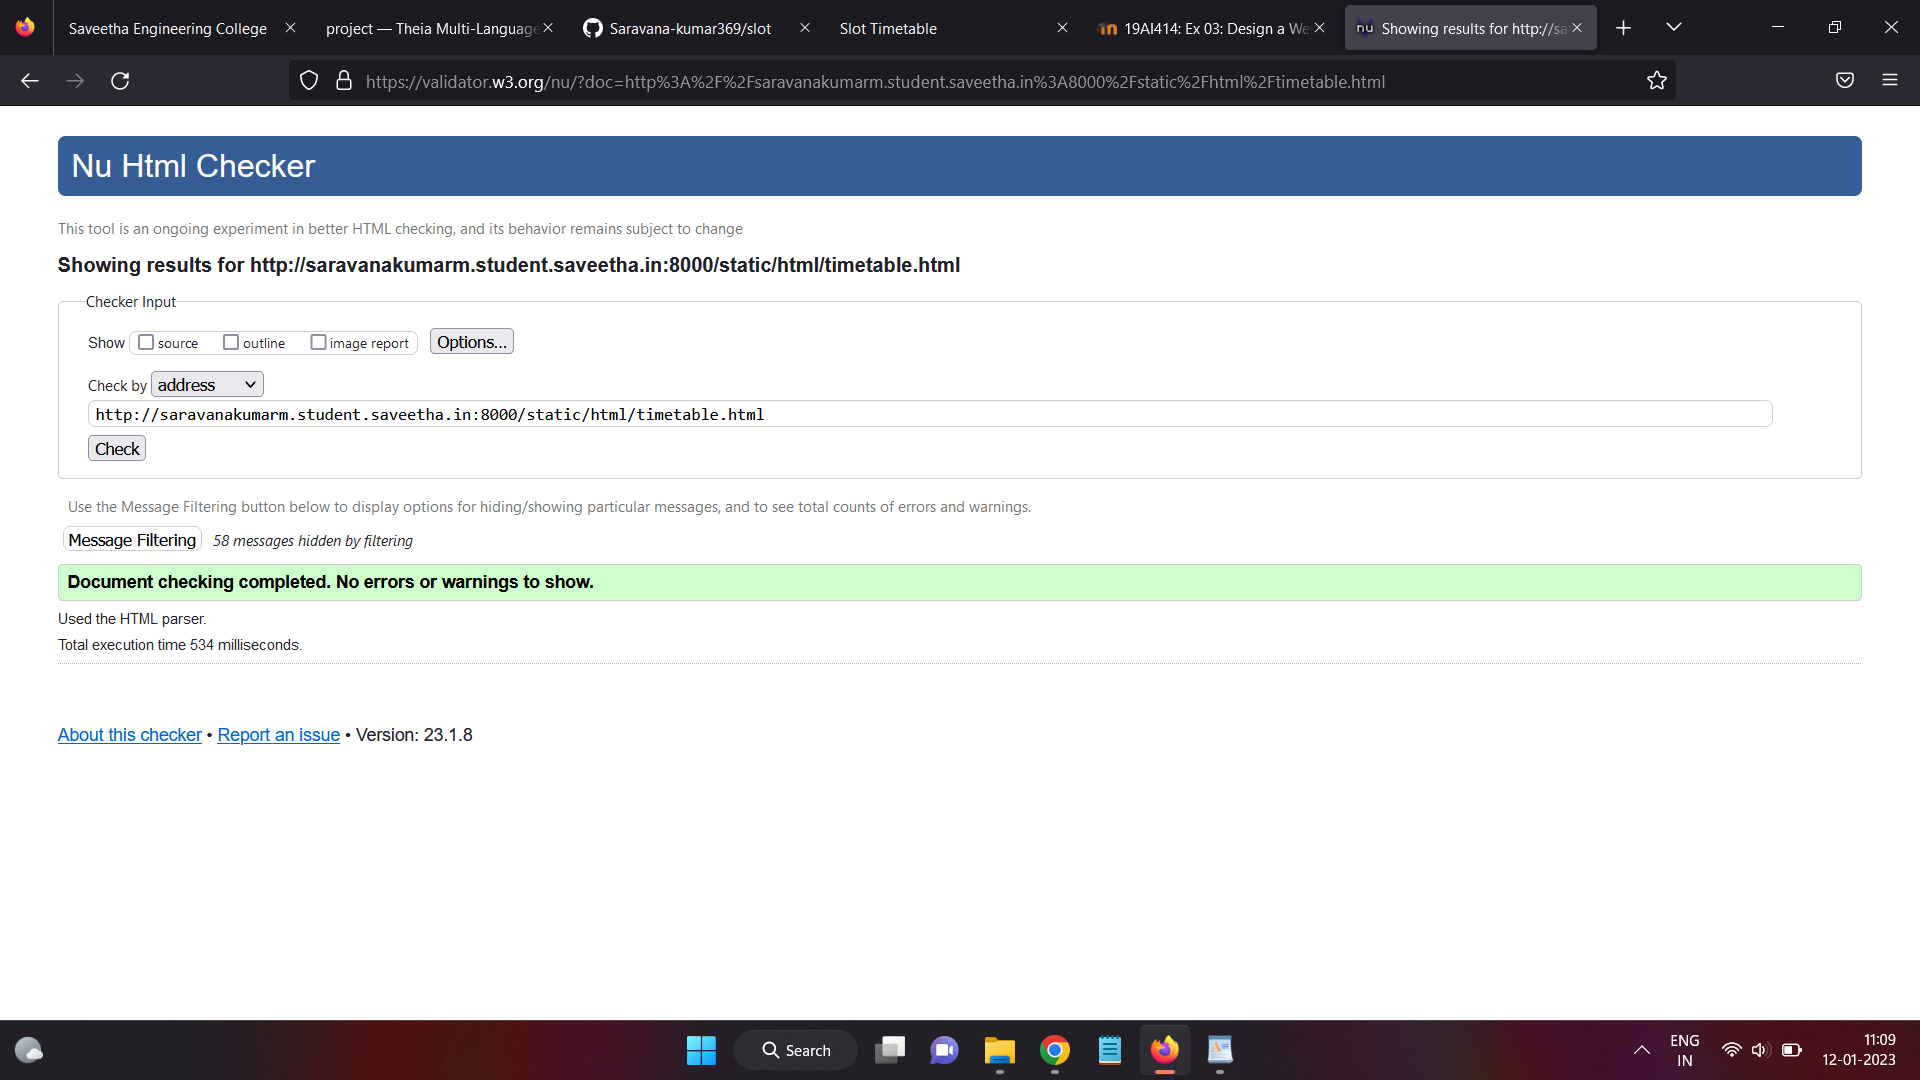 Saveetha Engineering College
project — Theia Multi-Language
Saravana-kumar369/slot
Slot Timetable
19AI414: Ex 03: Design a We
nu Showing results for http://sa
https://validator.w3.org/nu/?doc=http%3A%2F%2Fsaravanakumarm.student.saveetha.in%3A8000%2Fstatic%2Fhtml%2Ftimetable.html
Nu Html Checker
This tool is an ongoing experiment in better HTML checking, and its behavior remains subject to change
Showing results for http://saravanakumarm.student.saveetha.in:8000/static/html/timetable.html
Checker Input
Show source outline image report Options...
Check by address
http://saravanakumarm.student.saveetha.in:8000/static/html/timetable.html
Check
Use the Message Filtering button below to display options for hiding/showing particular messages, and to see total counts of errors and warnings.
Message Filtering 58 messages hidden by filtering
Document checking completed. No errors or warnings to show.
Used the HTML parser.
Total execution time 534 milliseconds.
About this checker • Report an issue • Version: 23.1.8
Search
ENG
IN
11:09
12-01-2023